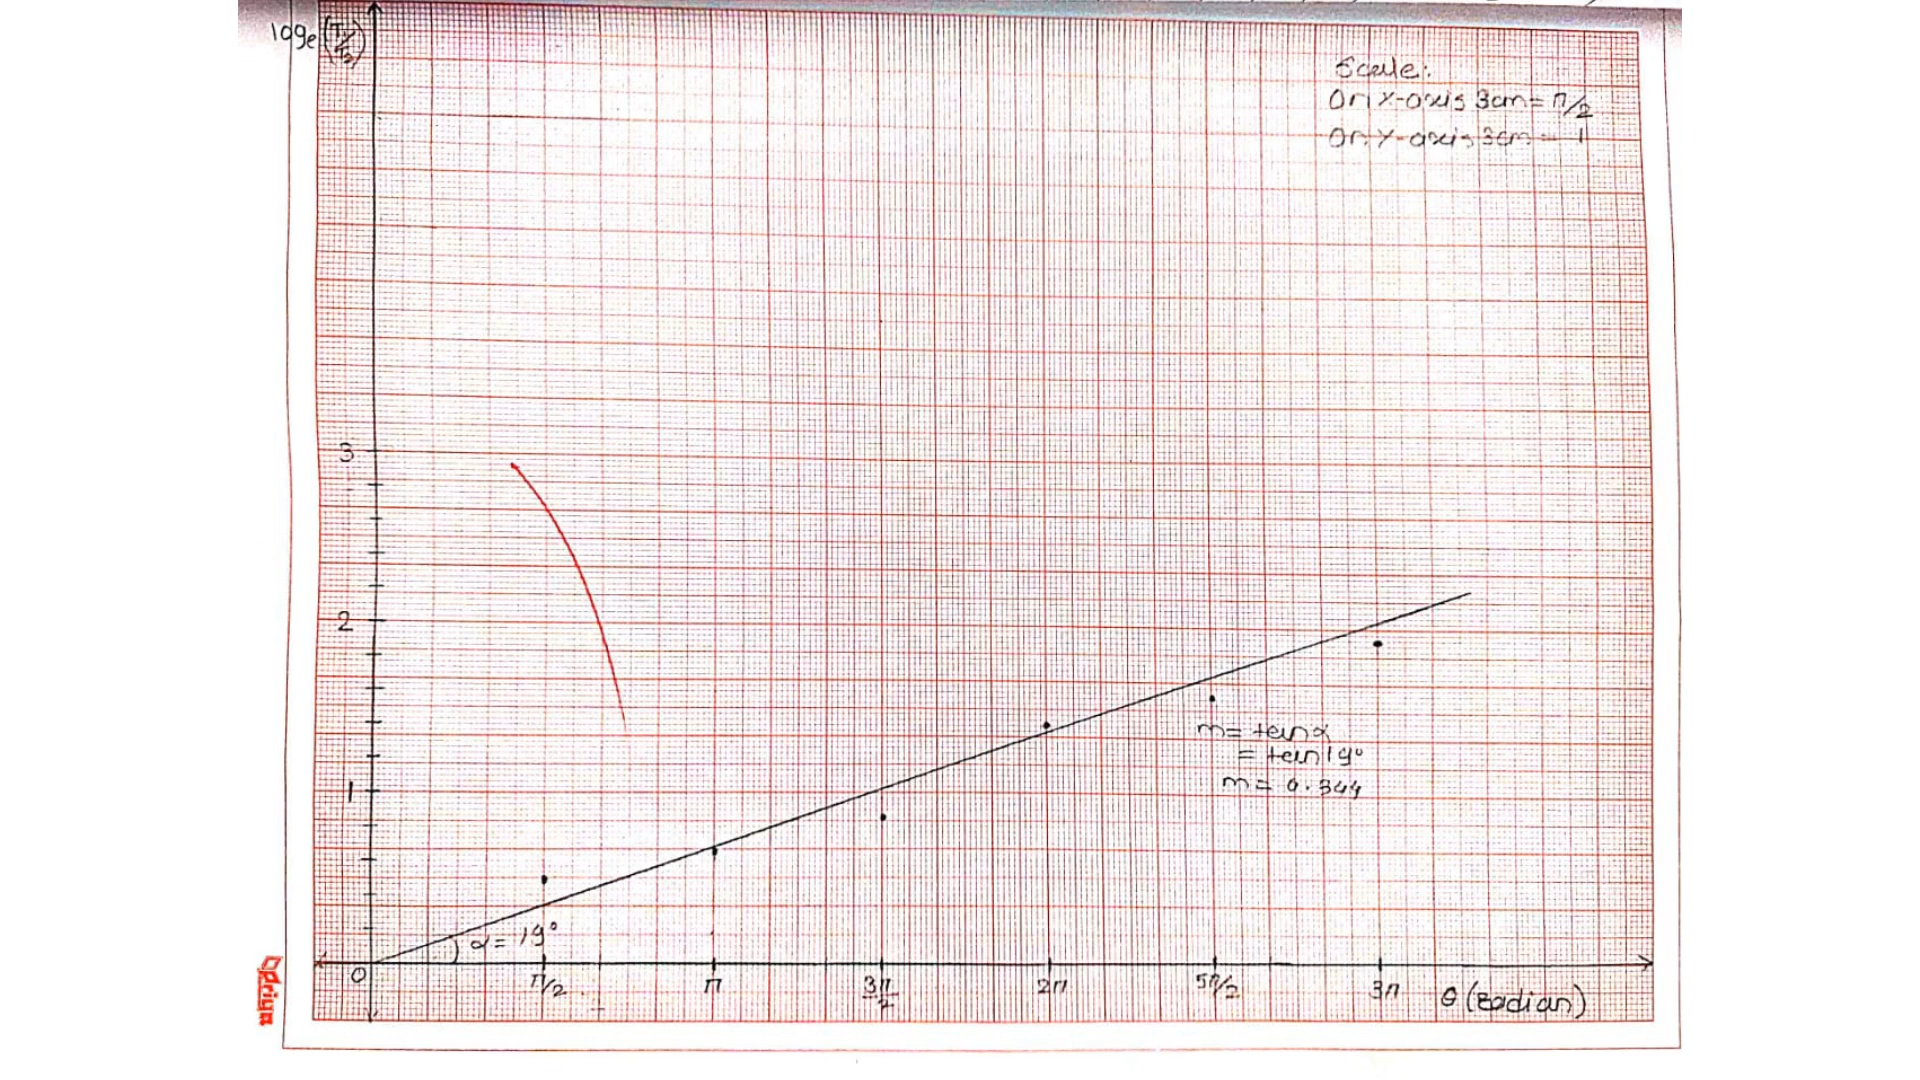 logₑ(T₁/T₂)
Scale:
On X-axis 3cm = π/2
On Y-axis 3cm = 1
3
2
1
m = tanα
= tan19°
m = 0.344
α = 19°
0
π/2
π
3π/2
2π
5π/2
3π
θ (radian)